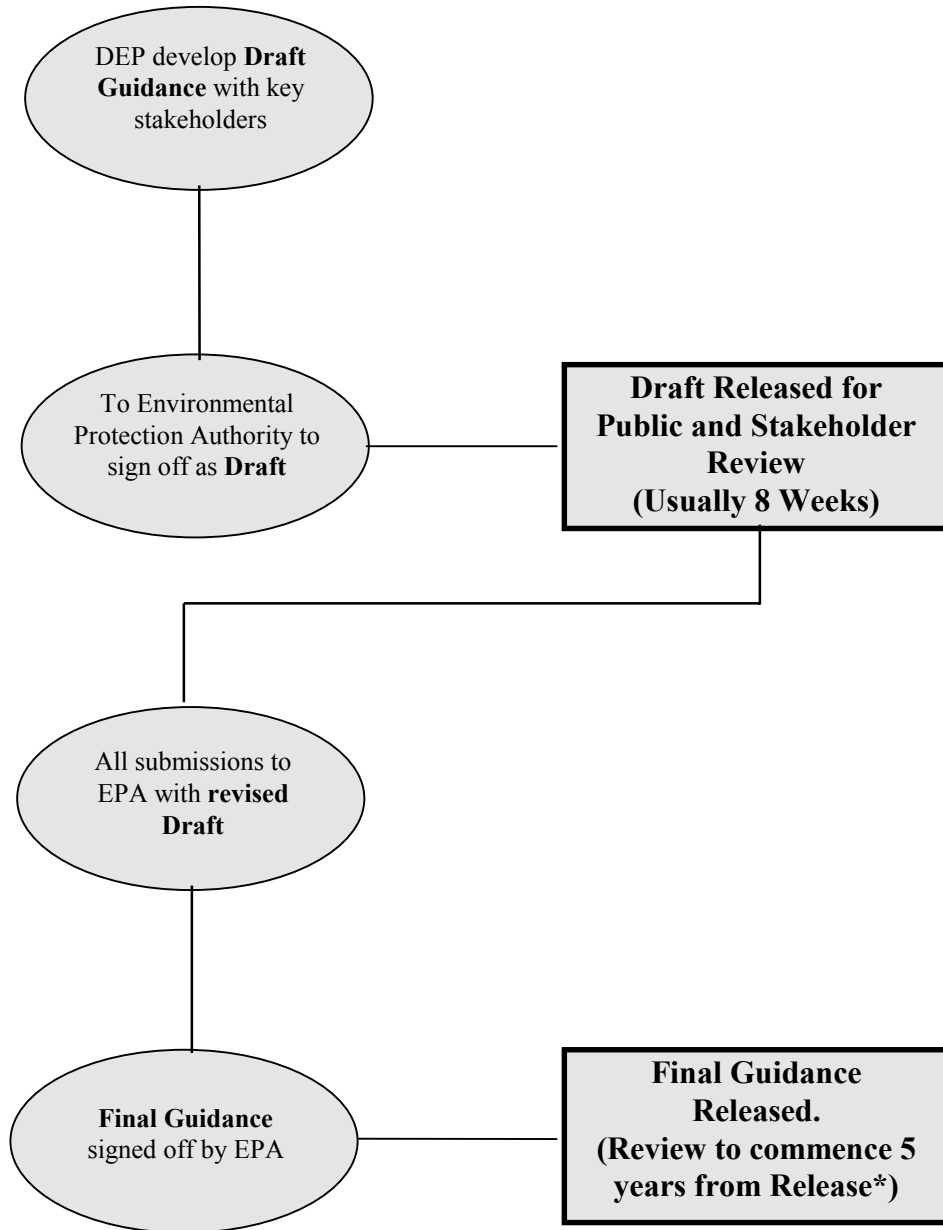 DEP develop Draft
Guidance with key
stakeholders
To Environmental
Protection Authority to
sign off as Draft
Draft Released for
Public and Stakeholder
Review
(Usually 8 Weeks)
All submissions to
EPA with revised
Draft
Final Guidance
signed off by EPA
Final Guidance
Released.
(Review to commence 5
years from Release*)